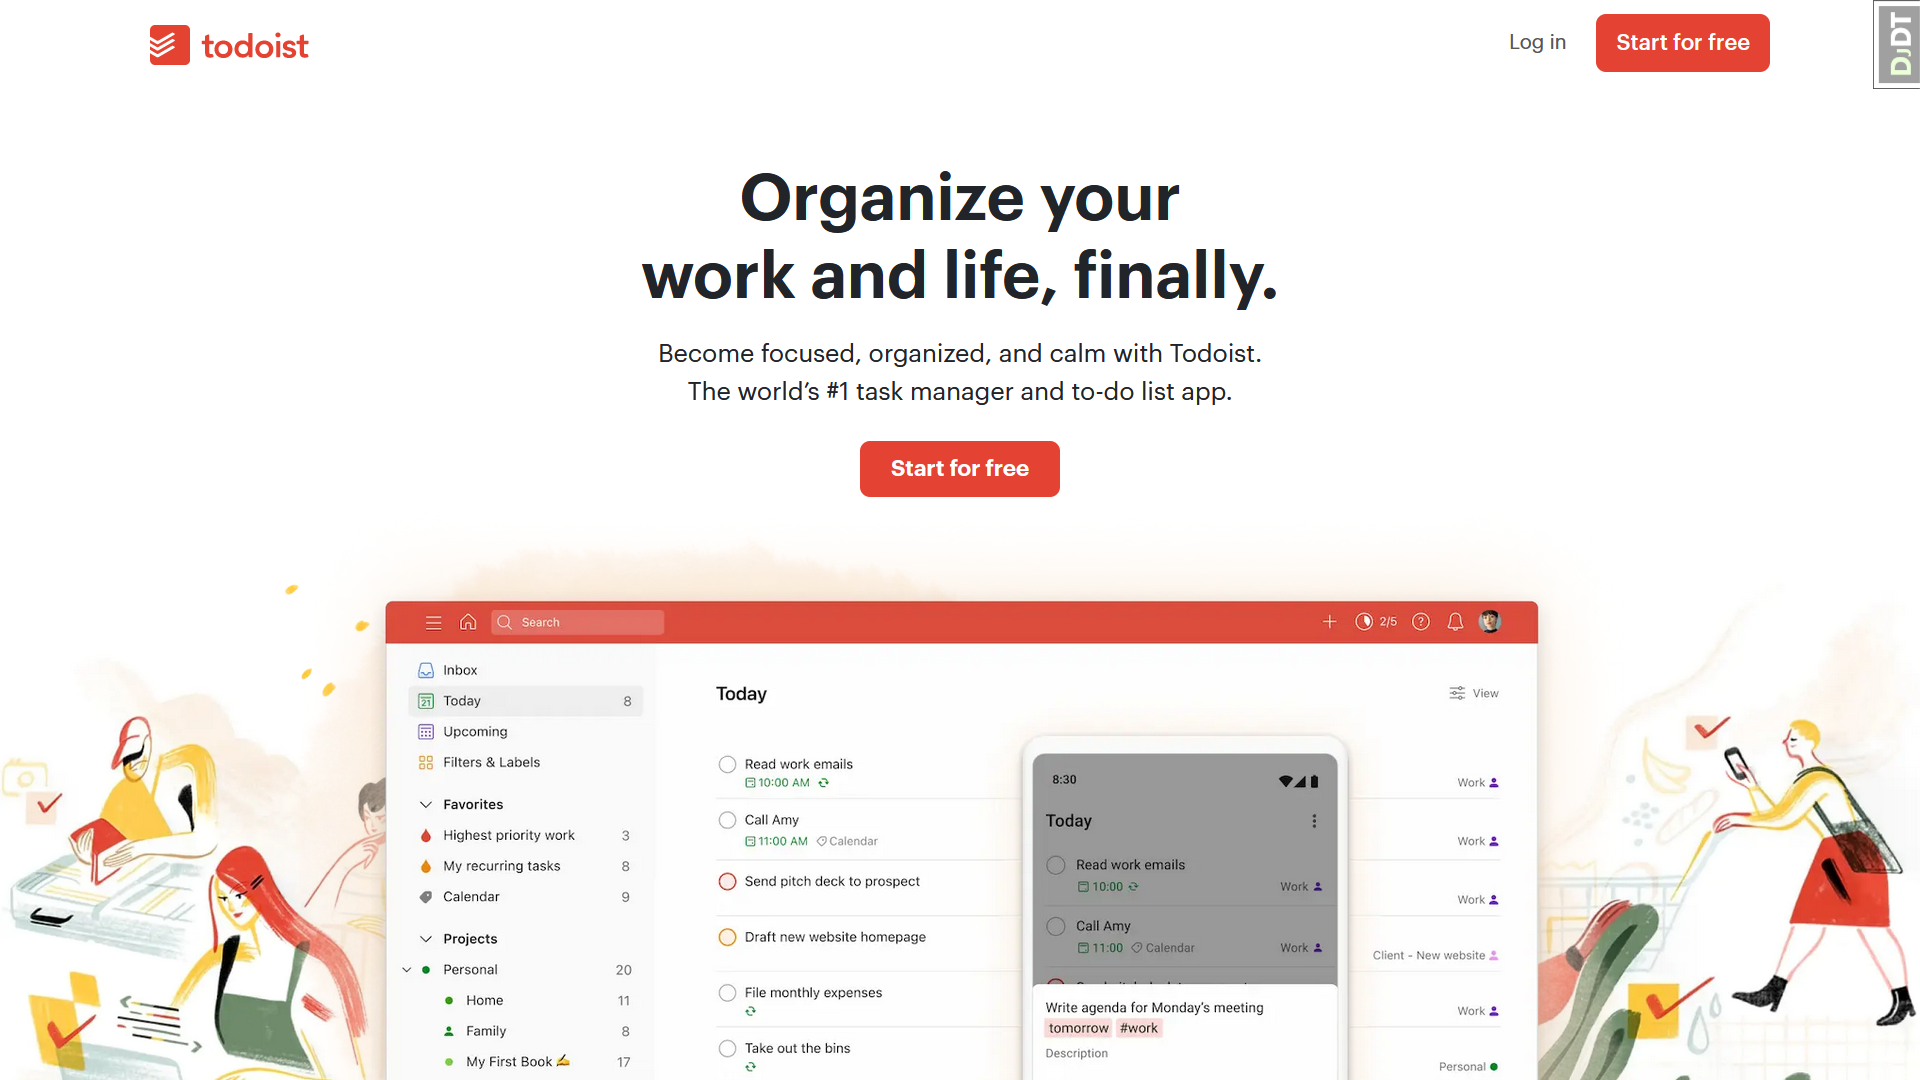 todoist
Log in
Start for free
DJDT
Organize your
work and life, finally.
Become focused, organized, and calm with Todoist.
The world’s #1 task manager and to-do list app.
Start for free
Search
2/5
Inbox
21 Today 8
Upcoming
Filters & Labels
Favorites
Highest priority work 3
My recurring tasks 8
Calendar 9
Projects
Personal 20
Home 11
Family 8
My First Book ✍️ 17
Today
View
Read work emails
10:00 AM
Work
Call Amy
11:00 AM Calendar
Work
Send pitch deck to prospect
Work
Draft new website homepage
Client - New website
File monthly expenses
Work
Take out the bins
Personal
8:30
Today
Read work emails
10:00
Work
Call Amy
11:00 Calendar
Work
Write agenda for Monday’s meeting
tomorrow #work
Description